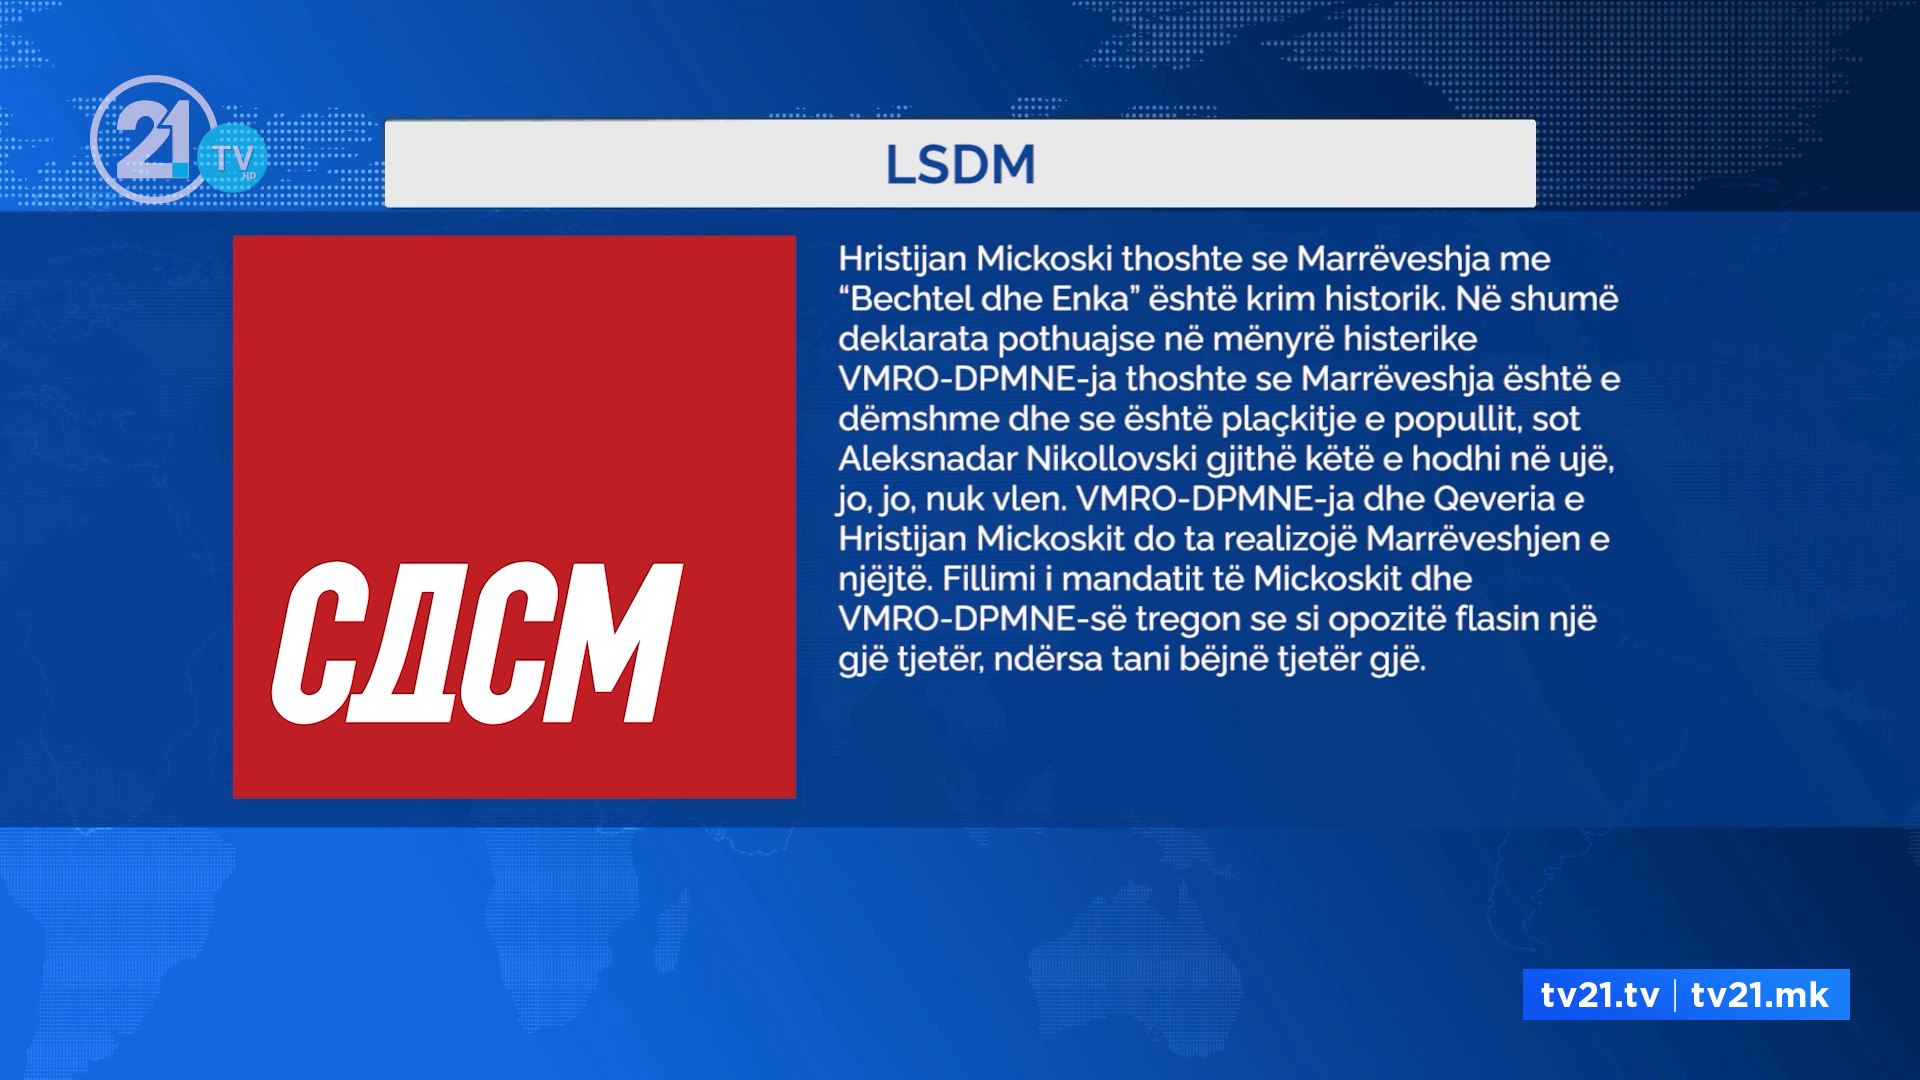 21
TV
HD
LSDM
Hristijan Mickoski thoshte se Marrëveshja me
“Bechtel dhe Enka” është krim historik. Në shumë
deklarata pothuajse në mënyrë histerike
VMRO-DPMNE-ja thoshte se Marrëveshja është e
dëmshme dhe se është plaçkitje e popullit, sot
Aleksnadar Nikollovski gjithë këtë e hodhi në ujë,
jo, jo, nuk vlen. VMRO-DPMNE-ja dhe Qeveria e
Hristijan Mickoskit do ta realizojë Marrëveshjen e
njëjtë. Fillimi i mandatit të Mickoskit dhe
VMRO-DPMNE-së tregon se si opozitë flasin një
gjë tjetër, ndërsa tani bëjnë tjetër gjë.
СДСМ
tv21.tv | tv21.mk